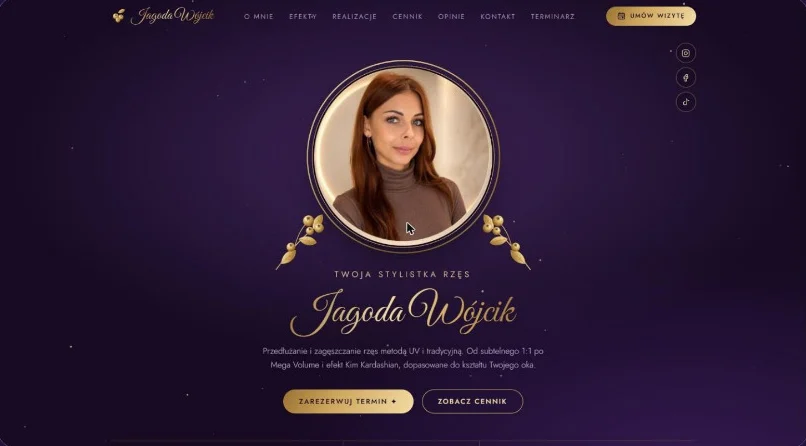 Jagoda Wójcik
O MNIE
EFEKTY
REALIZACJE
CENNIK
OPINIE
KONTAKT
TERMINARZ
UMÓW WIZYTĘ
TWOJA STYLISTKA RZĘS
Jagoda Wójcik
Przedłużanie i zagęszczanie rzęs metodą UV i tradycyjną. Od subtelnego 1:1 po
Mega Volume i efekt Kim Kardashian, dopasowane do kształtu Twojego oka.
ZAREZERWUJ TERMIN ✦
ZOBACZ CENNIK